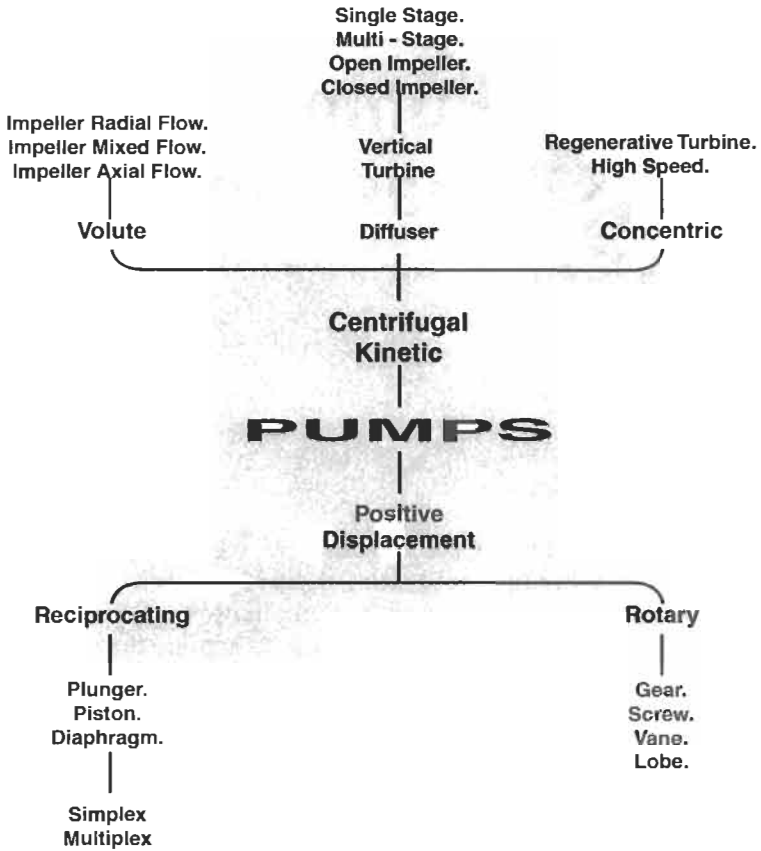 Single Stage.
Multi - Stage.
Open Impeller.
Closed Impeller.
Impeller Radial Flow.
Impeller Mixed Flow.
Impeller Axial Flow.
Vertical
Turbine
Regenerative Turbine.
High Speed.
Volute
Diffuser
Concentric
Centrifugal
Kinetic
PUMPS
Positive
Displacement
Reciprocating
Rotary
Plunger.
Piston.
Diaphragm.
Gear.
Screw.
Vane.
Lobe.
Simplex
Multiplex